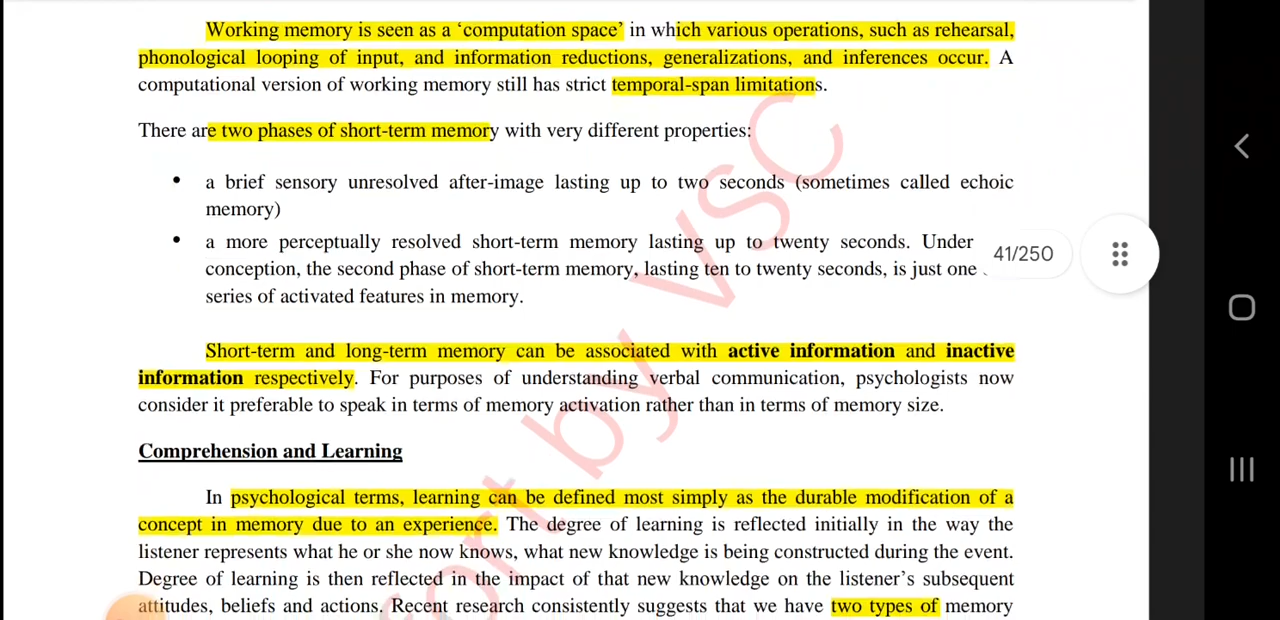 Working memory is seen as a ‘computation space’ in which various operations, such as rehearsal,
phonological looping of input, and information reductions, generalizations, and inferences occur. A
computational version of working memory still has strict temporal-span limitations.
There are two phases of short-term memory with very different properties:
• a brief sensory unresolved after-image lasting up to two seconds (sometimes called echoic
memory)
• a more perceptually resolved short-term memory lasting up to twenty seconds. Under
conception, the second phase of short-term memory, lasting ten to twenty seconds, is just one
series of activated features in memory.
41/250
Short-term and long-term memory can be associated with active information and inactive
information respectively. For purposes of understanding verbal communication, psychologists now
consider it preferable to speak in terms of memory activation rather than in terms of memory size.
Comprehension and Learning
In psychological terms, learning can be defined most simply as the durable modification of a
concept in memory due to an experience. The degree of learning is reflected initially in the way the
listener represents what he or she now knows, what new knowledge is being constructed during the event.
Degree of learning is then reflected in the impact of that new knowledge on the listener’s subsequent
attitudes, beliefs and actions. Recent research consistently suggests that we have two types of memory
ort by VSC